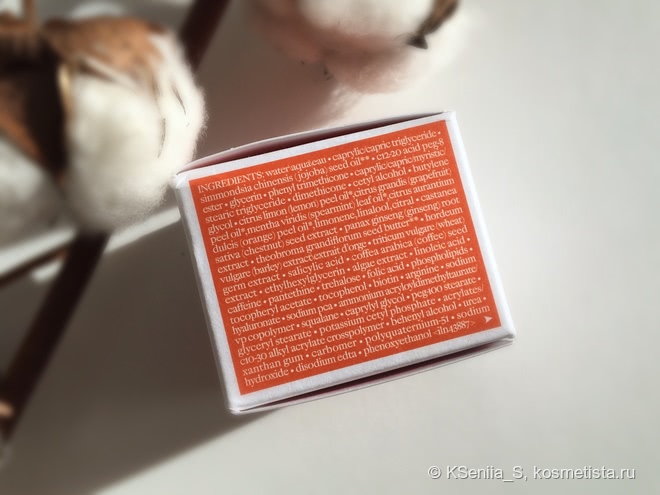 INGREDIENTS: water\aqua\eau • caprylic/capric triglyceride •
simmondsia chinensis (jojoba) seed oil** • c12-20 acid peg-8
ester • glycerin • phenyl trimethicone • caprylic/capric/myristic/
stearic triglyceride • dimethicone • cetyl alcohol • butylene
glycol • citrus limon (lemon) peel oil*,citrus grandis (grapefruit)
peel oil*,mentha viridis (spearmint) leaf oil*,citrus aurantium
dulcis (orange) peel oil*,limonene,linalool,citral • castanea
sativa (chestnut) seed extract • panax ginseng (ginseng) root
extract • theobroma grandiflorum seed butter** • hordeum
vulgare (barley) extract\extrait d'orge • triticum vulgare (wheat)
germ extract • salicylic acid • coffea arabica (coffee) seed
extract • ethylhexylglycerin • algae extract • linoleic acid •
caffeine • pantethine • trehalose • folic acid • phospholipids •
tocopheryl acetate • tocopherol • biotin • arginine • sodium
hyaluronate • sodium pca • ammonium acryloyldimethyltaurate/
vp copolymer • squalane • caprylyl glycol • peg-100 stearate •
glyceryl stearate • potassium cetyl phosphate • acrylates/
c10-30 alkyl acrylate crosspolymer • behenyl alcohol • urea •
xanthan gum • carbomer • polyquaternium-51 • sodium
hydroxide • disodium edta • phenoxyethanol <iln43887>
© KSeniia_S, kosmetista.ru